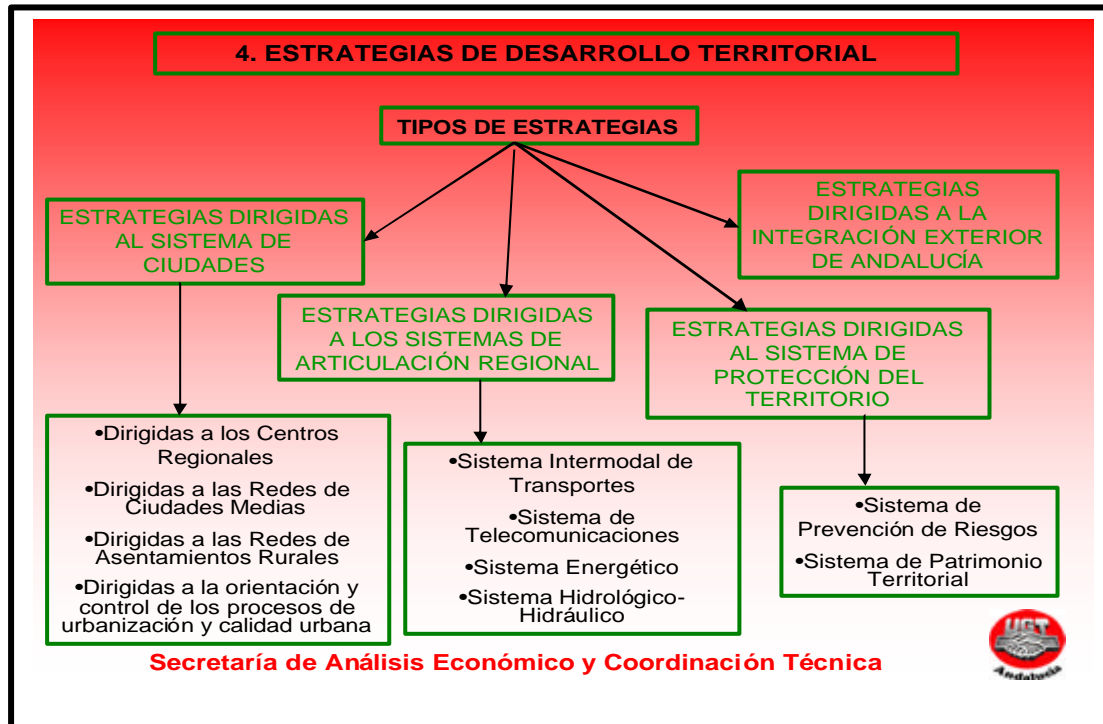 4. ESTRATEGIAS DE DESARROLLO TERRITORIAL
TIPOS DE ESTRATEGIAS
ESTRATEGIAS DIRIGIDAS
AL SISTEMA DE
CIUDADES
ESTRATEGIAS DIRIGIDAS
A LOS SISTEMAS DE
ARTICULACIÓN REGIONAL
ESTRATEGIAS DIRIGIDAS
AL SISTEMA DE
PROTECCIÓN DEL
TERRITORIO
ESTRATEGIAS
DIRIGIDAS A LA
INTEGRACIÓN EXTERIOR
DE ANDALUCÍA
•Dirigidas a los Centros
Regionales
•Dirigidas a las Redes de
Ciudades Medias
•Dirigidas a las Redes de
Asentamientos Rurales
•Dirigidas a la orientación y
control de los procesos de
urbanización y calidad urbana
•Sistema Intermodal de
Transportes
•Sistema de
Telecomunicaciones
•Sistema Energético
•Sistema Hidrológico-
Hidráulico
•Sistema de
Prevención de Riesgos
•Sistema de Patrimonio
Territorial
Secretaría de Análisis Económico y Coordinación Técnica
UGT
Andalucía